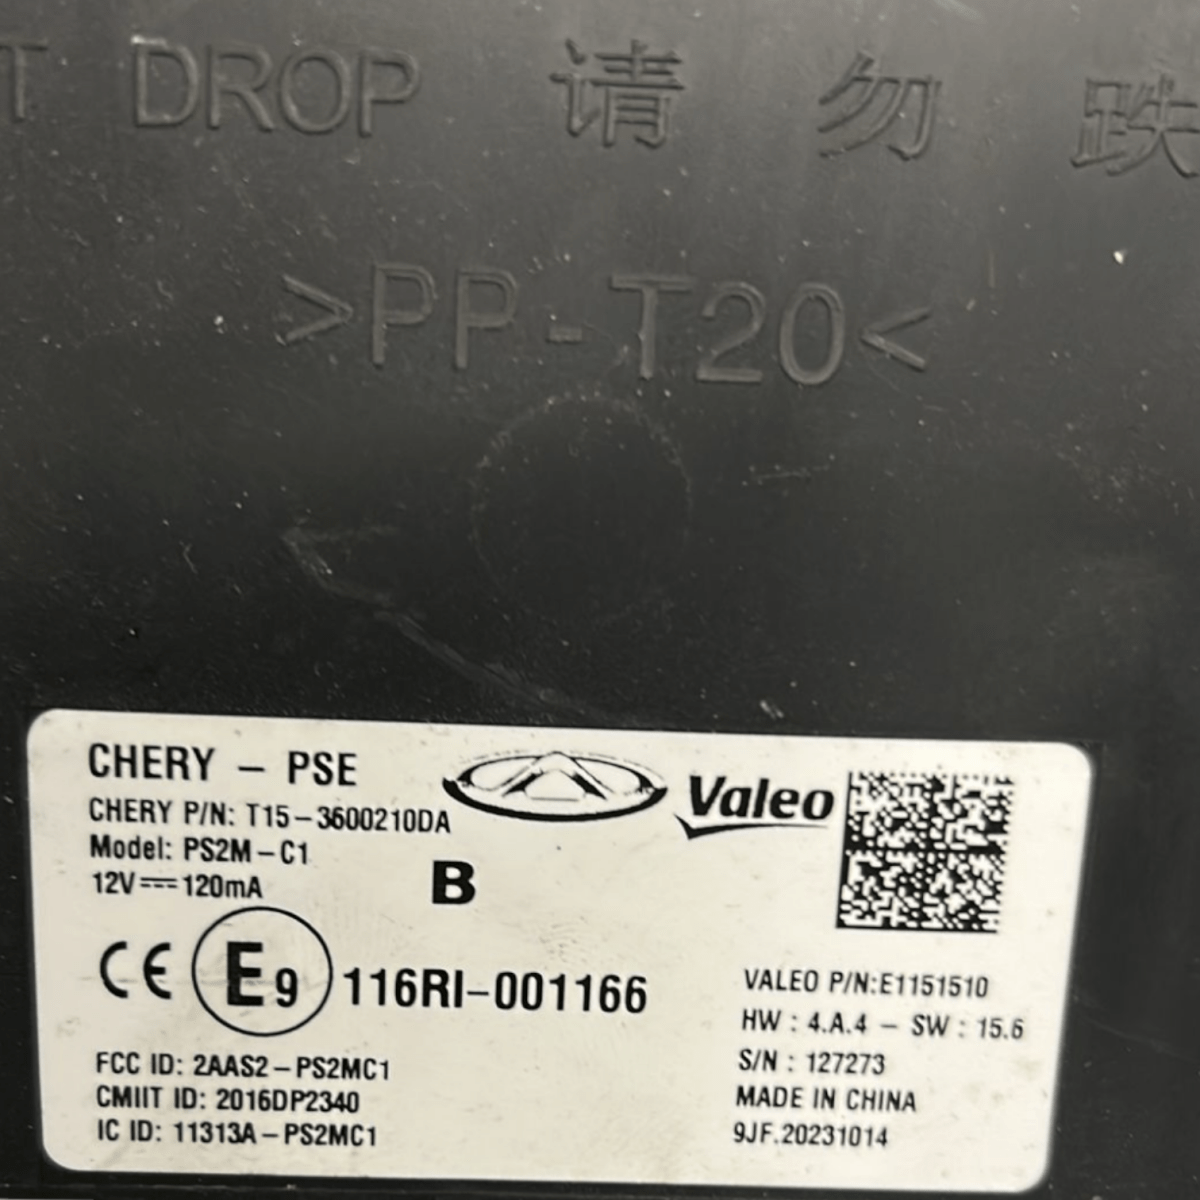 T DROP 请勿跌
>PP-T20<
CHERY - PSE
CHERY P/N: T15-3600210DA
Model: PS2M-C1
12V⎓120mA
B
Valeo
CE E9 116RI-001166
FCC ID: 2AAS2-PS2MC1
CMIIT ID: 2016DP2340
IC ID: 11313A-PS2MC1
VALEO P/N:E1151510
HW : 4.A.4 - SW : 15.6
S/N : 127273
MADE IN CHINA
9JF.20231014